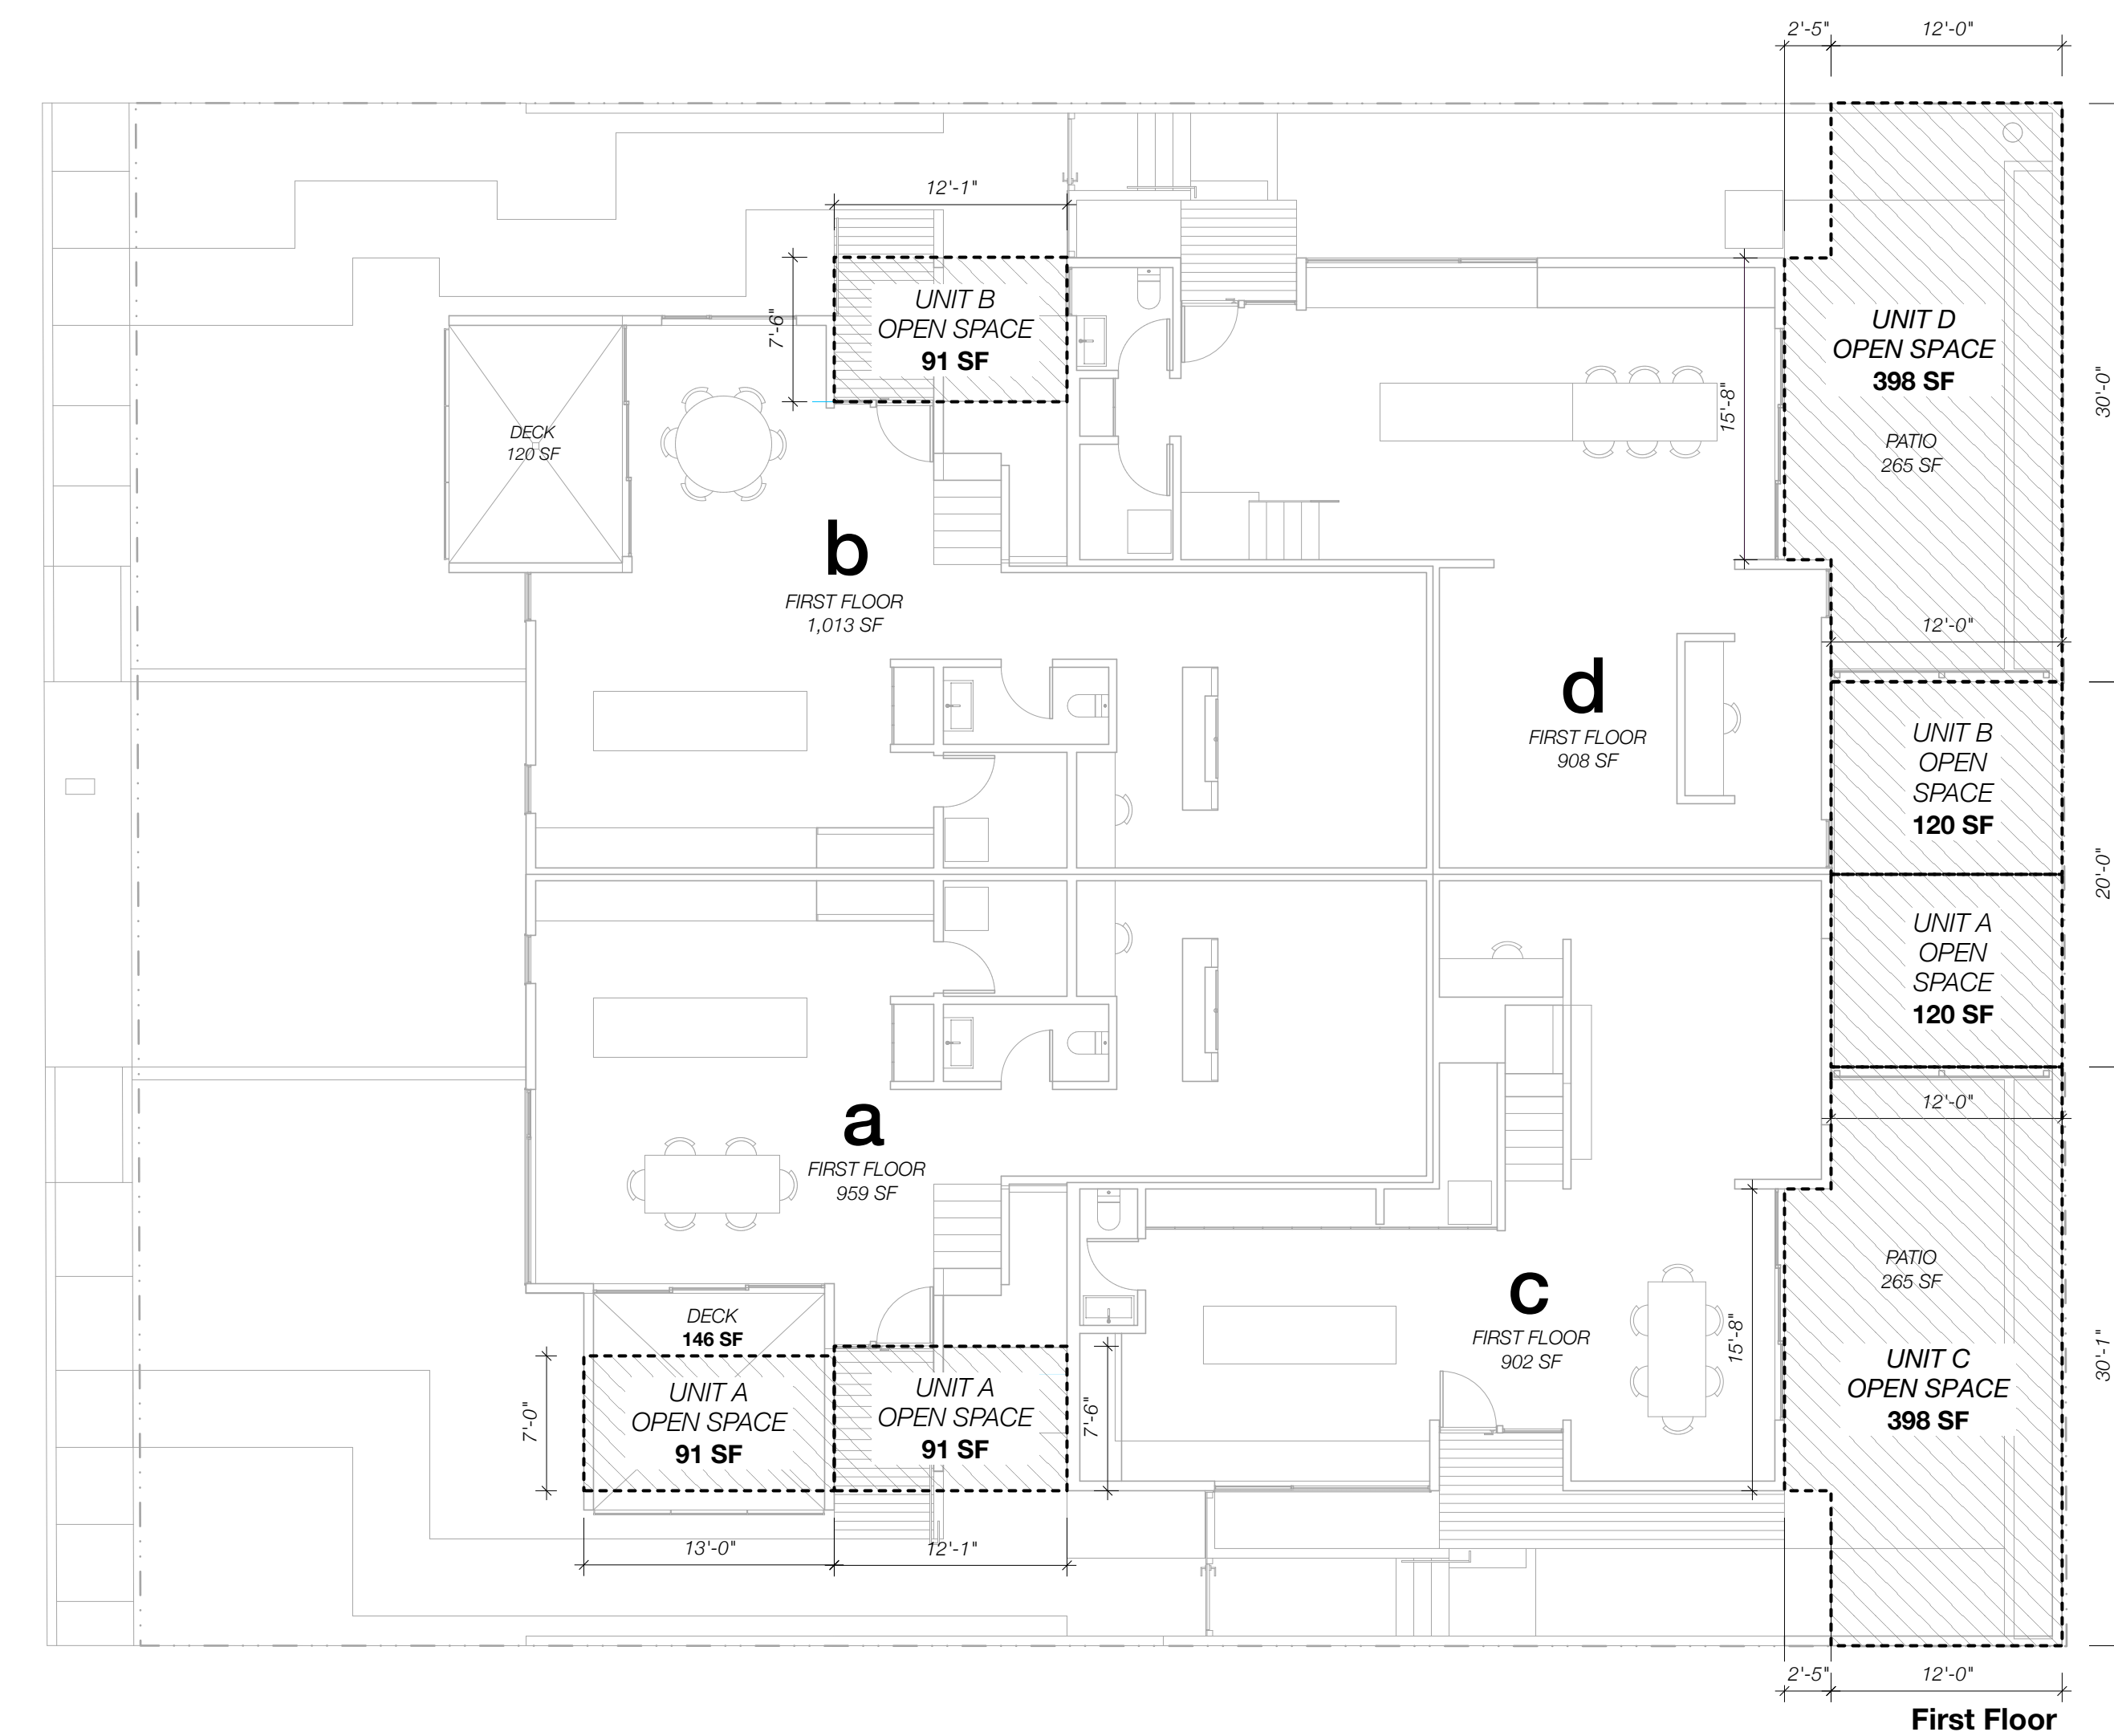 2'-5"
12'-0"
12'-1"
7'-6"
UNIT B
OPEN SPACE
91 SF
UNIT D
OPEN SPACE
398 SF
PATIO
265 SF
15'-8"
30'-0"
DECK
120 SF
b
FIRST FLOOR
1,013 SF
12'-0"
d
FIRST FLOOR
908 SF
UNIT B
OPEN
SPACE
120 SF
20'-0"
UNIT A
OPEN
SPACE
120 SF
12'-0"
a
FIRST FLOOR
959 SF
c
FIRST FLOOR
902 SF
PATIO
265 SF
15'-8"
30'-1"
UNIT C
OPEN SPACE
398 SF
DECK
146 SF
7'-0"
UNIT A
OPEN SPACE
91 SF
UNIT A
OPEN SPACE
91 SF
7'-6"
13'-0"
12'-1"
2'-5"
12'-0"
First Floor